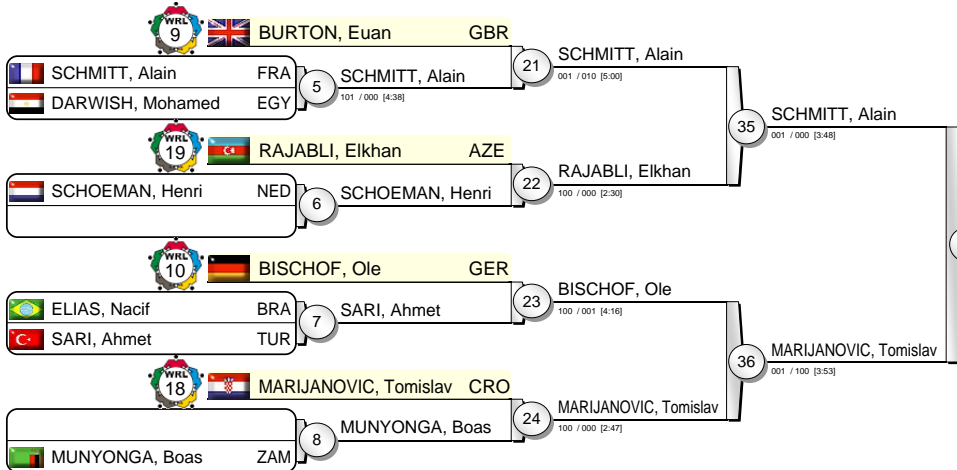 WRL
9
BURTON, Euan GBR
SCHMITT, Alain FRA
DARWISH, Mohamed EGY
5
SCHMITT, Alain
101 / 000 [4:38]
21
SCHMITT, Alain
001 / 010 [5:00]
WRL
19
RAJABLI, Elkhan AZE
SCHOEMAN, Henri NED
6
SCHOEMAN, Henri
22
RAJABLI, Elkhan
100 / 000 [2:30]
35
SCHMITT, Alain
001 / 000 [3:48]
WRL
10
BISCHOF, Ole GER
ELIAS, Nacif BRA
SARI, Ahmet TUR
7
SARI, Ahmet
23
BISCHOF, Ole
100 / 001 [4:16]
WRL
18
MARIJANOVIC, Tomislav CRO
8
MUNYONGA, Boas ZAM
MUNYONGA, Boas
24
MARIJANOVIC, Tomislav
100 / 000 [2:47]
36
MARIJANOVIC, Tomislav
001 / 100 [3:53]